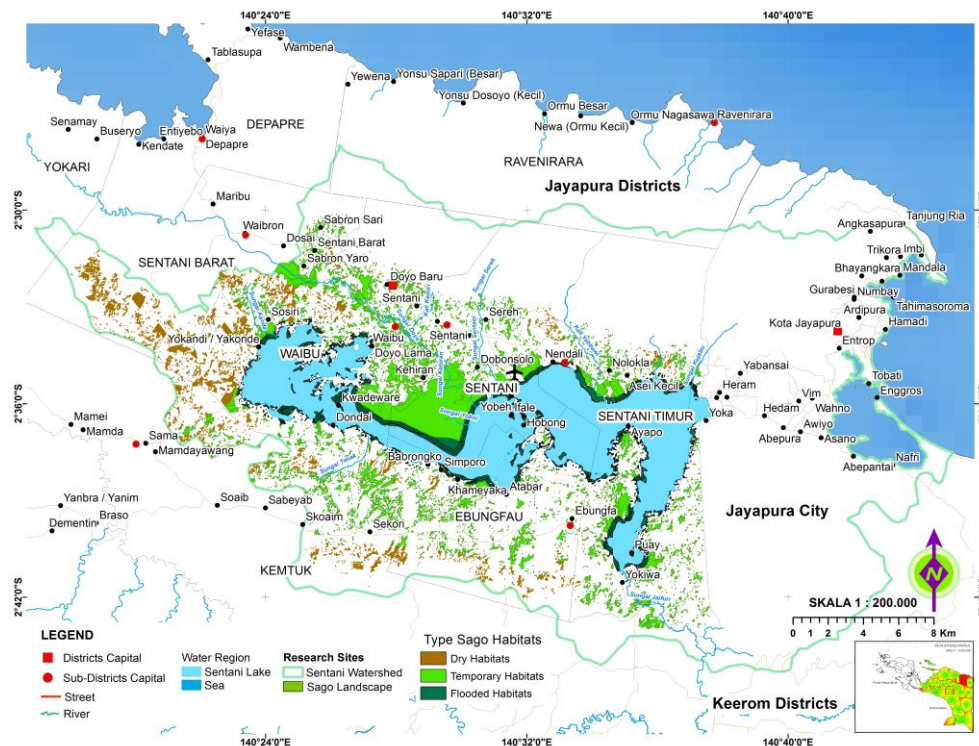 140°24'0"E 140°32'0"E 140°40'0"E
Yefase
Wambena
Tablasupa
Yewena
Yonsu Sapari (Besar)
Yonsu Dosoyo (Kecil)
Ormu Besar
Newa (Ormu Kecil)
Ormu Nagasawa
Ravenirara
Senamay
Buseryo
Entiyebo
Kendate
Waiya
Depapre
DEPAPRE
YOKARI
RAVENIRARA
Jayapura Districts
2°30'0"S
Maribu
Waibron
Dosai
Sabron Sari
Sentani Barat
Sabron Yaro
SENTANI BARAT
Doyo Baru
Sentani
Sereh
Sungai Sereh
Angkasapura
Tanjung Ria
Trikora
Imbi
Bhayangkara
Mandala
Gurabesi
Numbay
Tahimasoroma
Ardipura
Hamadi
Kota Jayapura
Entrop
Sosiri
Yokandi / Yakonde
WAIBU
Waibu
Doyo Lama
Sentani
Kehiran
Dobonsolo
Nendali
Nolokla
Asei Kecil
SENTANI
SENTANI TIMUR
Kwadeware
Dondai
Yobeh
Ifale
Hobong
Ayapo
Yabansai
Heram
Yoka
Hedam
Vim
Wahno
Awiyo
Abepura
Asano
Tobati
Enggros
Nafri
Abepantai
2°36'0"S
Mamei
Mamda
Sama
Mamdayawang
Babrongko
Simporo
Khameyaka
Atabar
EBUNGFAU
Ebungfa
Yanbra / Yanim
Dementin
Braso
Soaib
Sabeyab
Skoaim
Sekori
KEMTUK
Puay
Yokiwa
Jayapura City
2°42'0"S
N
SKALA 1 : 200.000
0 1 2 4 6 8 Km
LEGEND
Districts Capital
Sub-Districts Capital
Street
River
Water Region
Sentani Lake
Sea
Research Sites
Sentani Watershed
Sago Landscape
Type Sago Habitats
Dry Habitats
Temporary Habitats
Flooded Habitats
Keerom Districts
140°24'0"E 140°32'0"E 140°40'0"E